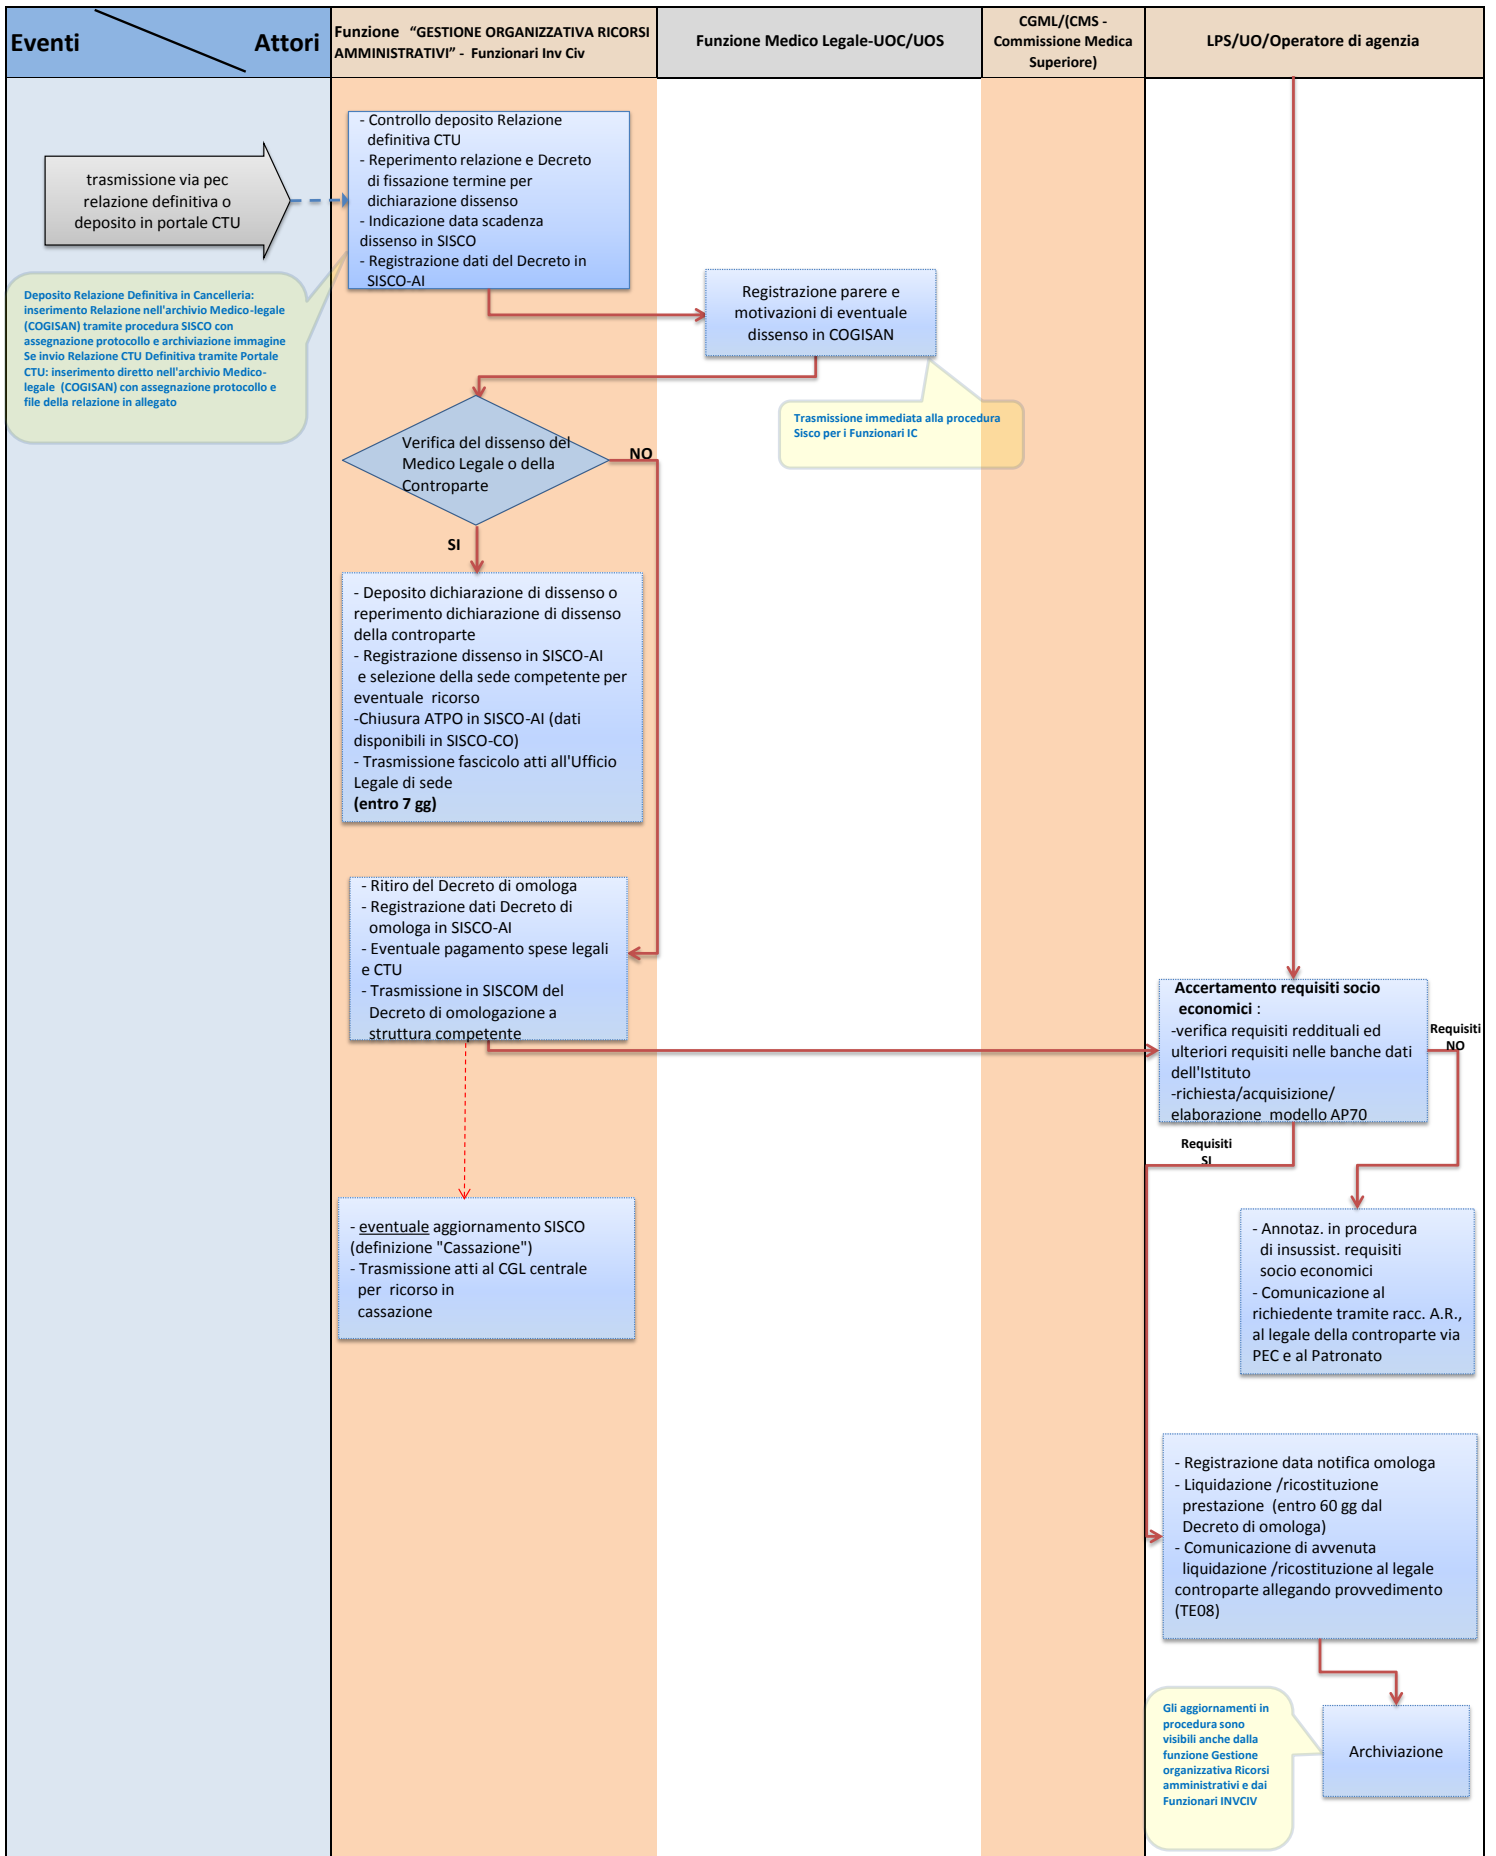 Eventi
Attori
Funzione "GESTIONE ORGANIZZATIVA RICORSI
AMMINISTRATIVI" - Funzionari Inv Civ
Funzione Medico Legale-UOC/UOS
CGML/(CMS -
Commissione Medica
Superiore)
LPS/UO/Operatore di agenzia
trasmissione via pec
relazione definitiva o
deposito in portale CTU
- Controllo deposito Relazione
definitiva CTU
- Reperimento relazione e Decreto
di fissazione termine per
dichiarazione dissenso
- Indicazione data scadenza
dissenso in SISCO
- Registrazione dati del Decreto in
SISCO-AI
Deposito Relazione Definitiva in Cancelleria:
inserimento Relazione nell'archivio Medico-legale
(COGISAN) tramite procedura SISCO con
assegnazione protocollo e archiviazione immagine
Se invio Relazione CTU Definitiva tramite Portale
CTU: inserimento diretto nell'archivio Medico-
legale (COGISAN) con assegnazione protocollo e
file della relazione in allegato
Registrazione parere e
motivazioni di eventuale
dissenso in COGISAN
Trasmissione immediata alla procedura
Sisco per i Funzionari IC
Verifica del dissenso del
Medico Legale o della
Controparte
NO
SI
- Deposito dichiarazione di dissenso o
reperimento dichiarazione di dissenso
della controparte
- Registrazione dissenso in SISCO-AI
e selezione della sede competente per
eventuale ricorso
-Chiusura ATPO in SISCO-AI (dati
disponibili in SISCO-CO)
- Trasmissione fascicolo atti all'Ufficio
Legale di sede
(entro 7 gg)
- Ritiro del Decreto di omologa
- Registrazione dati Decreto di
omologa in SISCO-AI
- Eventuale pagamento spese legali
e CTU
- Trasmissione in SISCOM del
Decreto di omologazione a
struttura competente
Accertamento requisiti socio
economici :
-verifica requisiti reddituali ed
ulteriori requisiti nelle banche dati
dell'Istituto
-richiesta/acquisizione/
elaborazione modello AP70
Requisiti
NO
Requisiti
SI
- eventuale aggiornamento SISCO
(definizione "Cassazione")
- Trasmissione atti al CGL centrale
per ricorso in
cassazione
- Annotaz. in procedura
di insussist. requisiti
socio economici
- Comunicazione al
richiedente tramite racc. A.R.,
al legale della controparte via
PEC e al Patronato
- Registrazione data notifica omologa
- Liquidazione /ricostituzione
prestazione (entro 60 gg dal
Decreto di omologa)
- Comunicazione di avvenuta
liquidazione /ricostituzione al legale
controparte allegando provvedimento
(TE08)
Gli aggiornamenti in
procedura sono
visibili anche dalla
funzione Gestione
organizzativa Ricorsi
amministrativi e dai
Funzionari INVCIV
Archiviazione